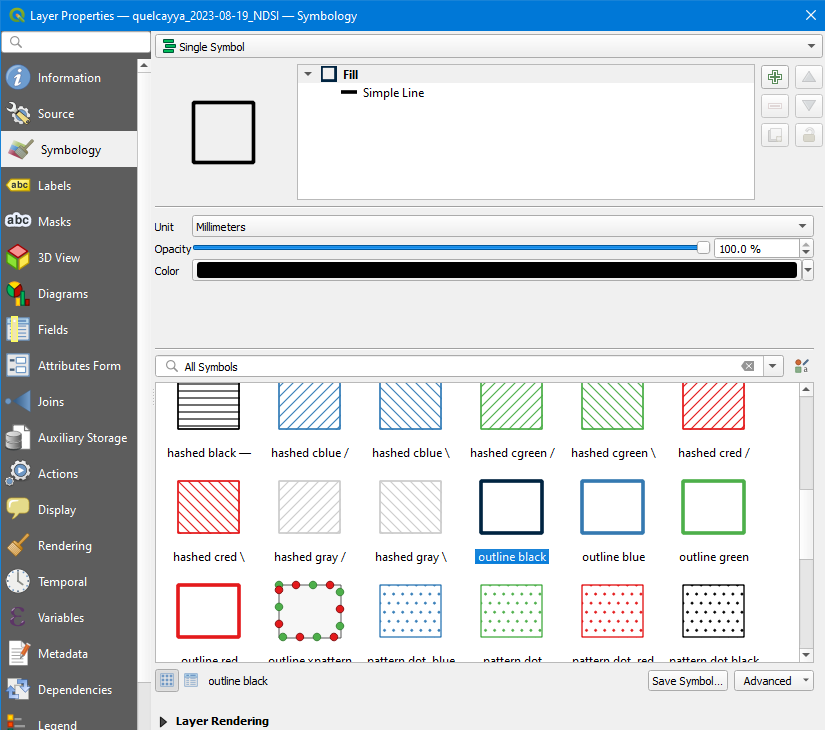 Layer Properties — quelcayya_2023-08-19_NDSI — Symbology
Single Symbol
Information
Source
Symbology
Labels
Masks
3D View
Diagrams
Fields
Attributes Form
Joins
Auxiliary Storage
Actions
Display
Rendering
Temporal
Variables
Metadata
Dependencies
Legend
Fill
Simple Line
Unit Millimeters
Opacity 100.0 %
Color
All Symbols
hashed black — hashed cblue / hashed cblue \ hashed cgreen / hashed cgreen \ hashed cred /
hashed cred \ hashed gray / hashed gray \ outline black outline blue outline green
outline red outline xpattern pattern dot blue pattern dot pattern dot red pattern dot black
outline black Save Symbol... Advanced
Layer Rendering
abc
abc